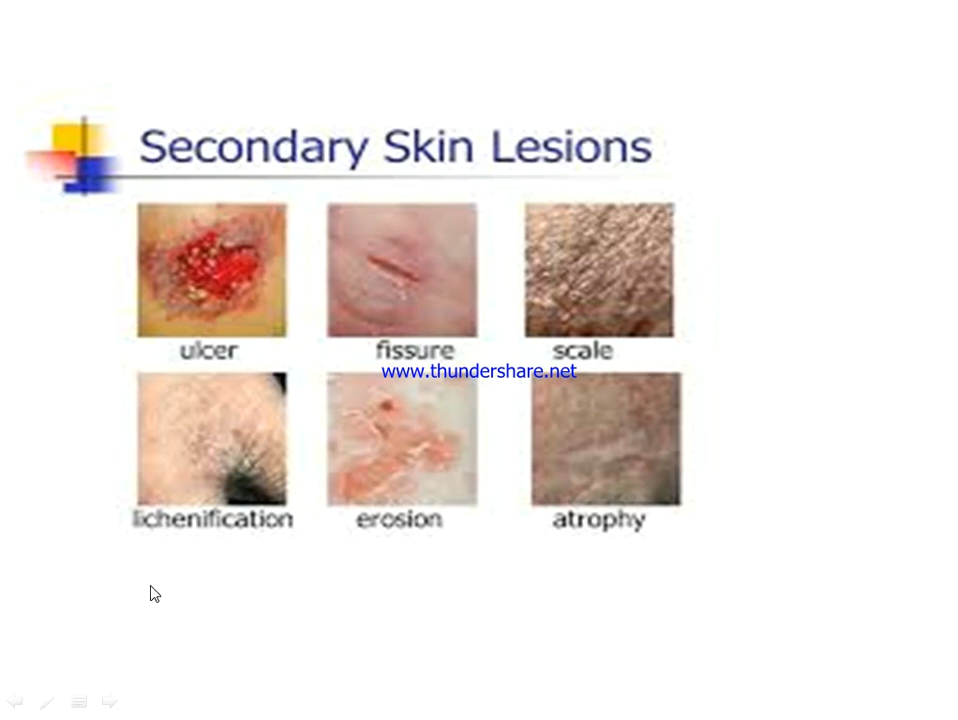 Secondary Skin Lesions
ulcer fissure scale
www.thundershare.net
lichenification erosion atrophy